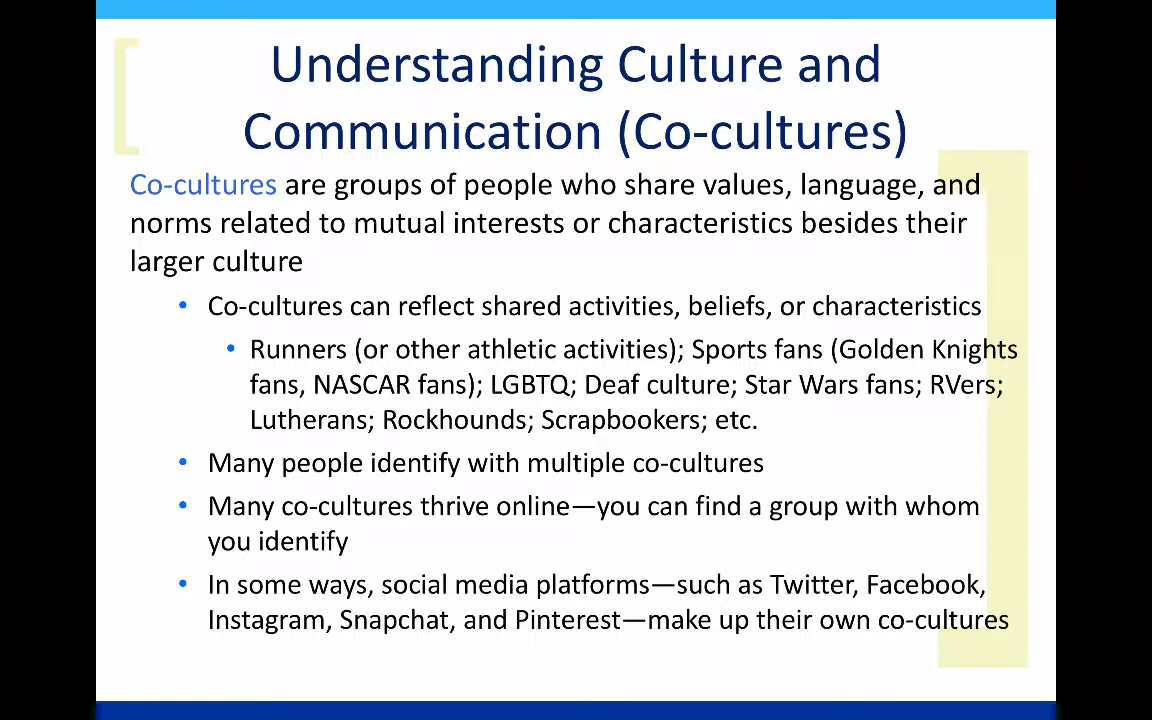 Understanding Culture and
Communication (Co-cultures)
Co-cultures are groups of people who share values, language, and
norms related to mutual interests or characteristics besides their
larger culture
• Co-cultures can reflect shared activities, beliefs, or characteristics
• Runners (or other athletic activities); Sports fans (Golden Knights
fans, NASCAR fans); LGBTQ; Deaf culture; Star Wars fans; RVers;
Lutherans; Rockhounds; Scrapbookers; etc.
• Many people identify with multiple co-cultures
• Many co-cultures thrive online—you can find a group with whom
you identify
• In some ways, social media platforms—such as Twitter, Facebook,
Instagram, Snapchat, and Pinterest—make up their own co-cultures